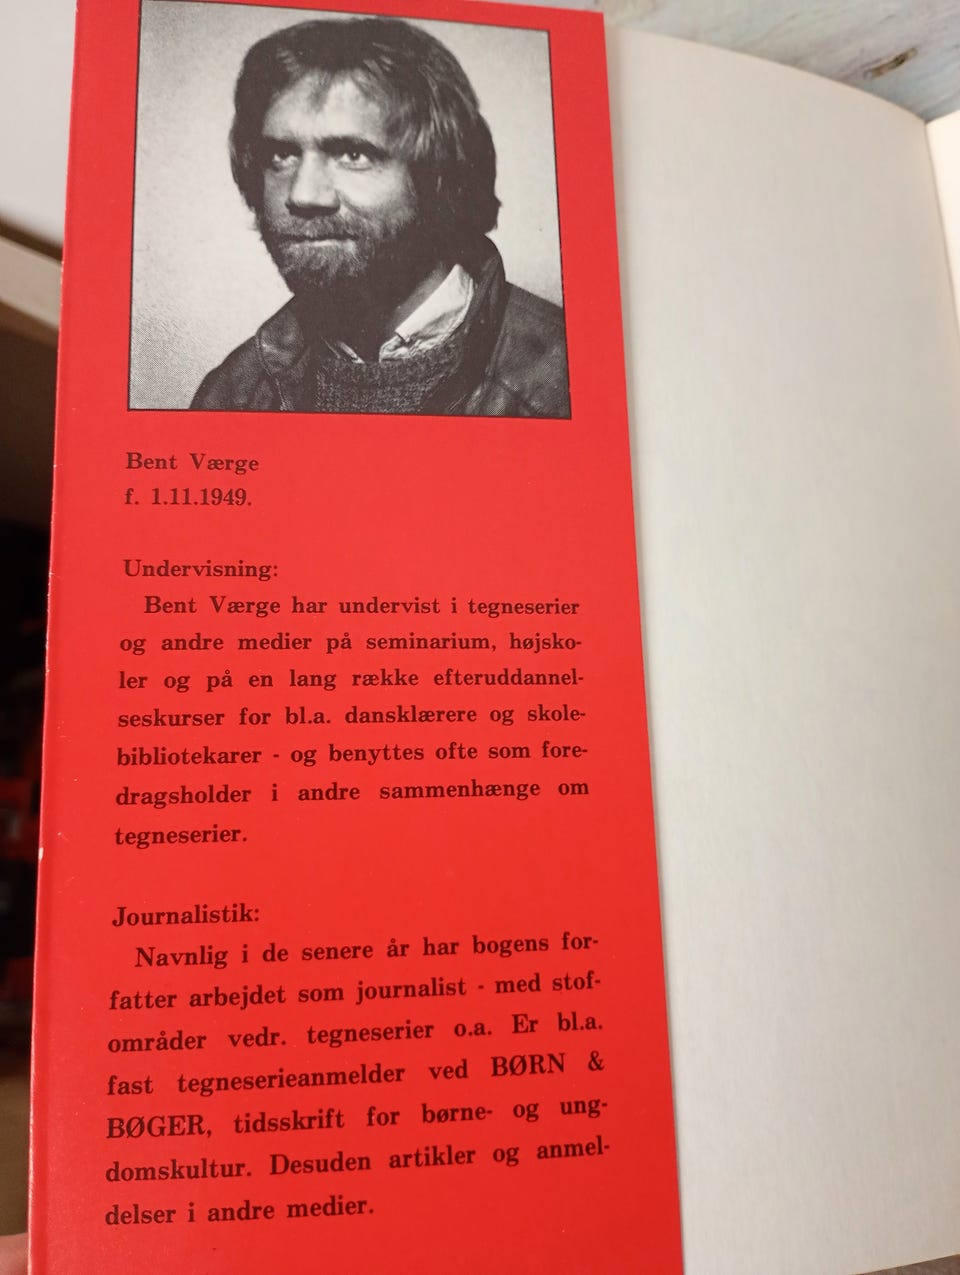 Bent Værge
f. 1.11.1949.
Undervisning:
Bent Værge har undervist i tegneserier
og andre medier på seminarium, højsko-
ler og på en lang række efteruddannel-
seskurser for bl.a. dansklærere og skole-
bibliotekarer - og benyttes ofte som fore-
dragsholder i andre sammenhænge om
tegneserier.
Journalistik:
Navnlig i de senere år har bogens for-
fatter arbejdet som journalist - med stof-
områder vedr. tegneserier o.a. Er bl.a.
fast tegneserieanmelder ved BØRN &
BØGER, tidsskrift for børne- og ung-
domskultur. Desuden artikler og anmel-
delser i andre medier.